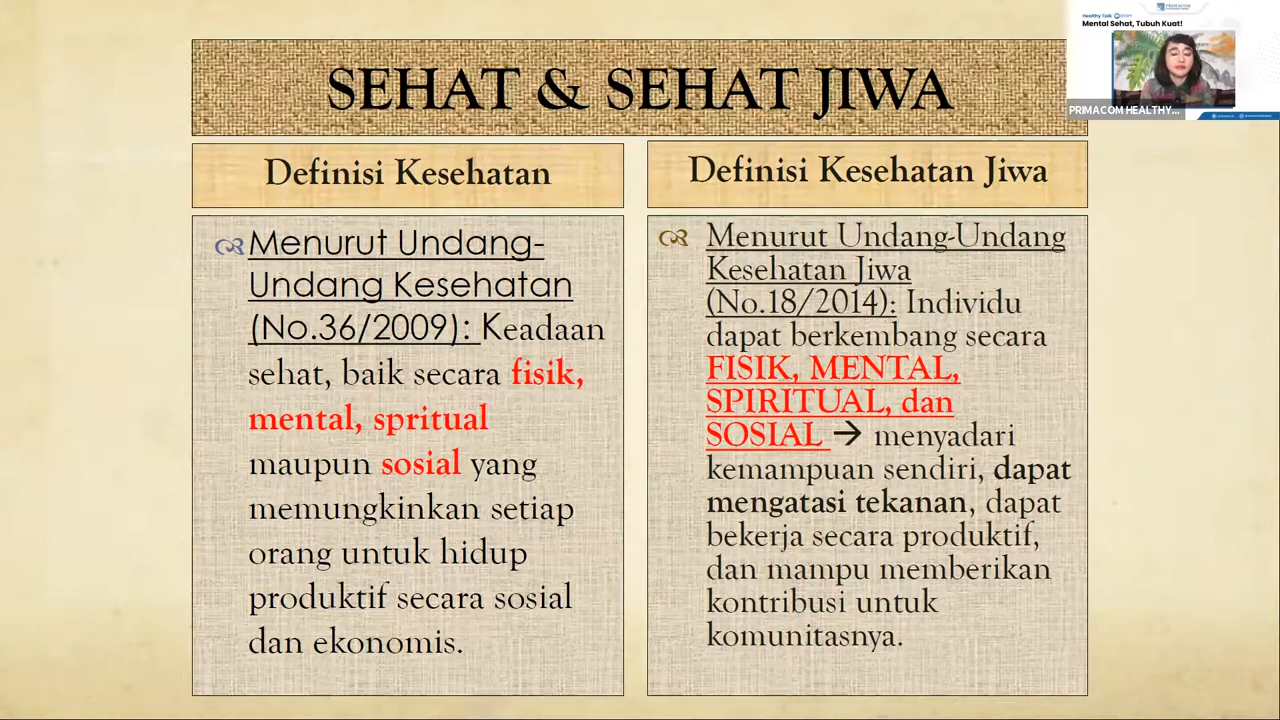 SEHAT & SEHAT JIWA
Definisi Kesehatan
Menurut Undang-
Undang Kesehatan
(No.36/2009): Keadaan
sehat, baik secara fisik,
mental, spritual
maupun sosial yang
memungkinkan setiap
orang untuk hidup
produktif secara sosial
dan ekonomis.
Definisi Kesehatan Jiwa
Menurut Undang-Undang
Kesehatan Jiwa
(No.18/2014): Individu
dapat berkembang secara
FISIK, MENTAL,
SPIRITUAL, dan
SOSIAL → menyadari
kemampuan sendiri, dapat
mengatasi tekanan, dapat
bekerja secara produktif,
dan mampu memberikan
kontribusi untuk
komunitasnya.
PRIMACOM
Healthy Talk
Mental Sehat, Tubuh Kuat!
PRIMACOM HEALTHY...